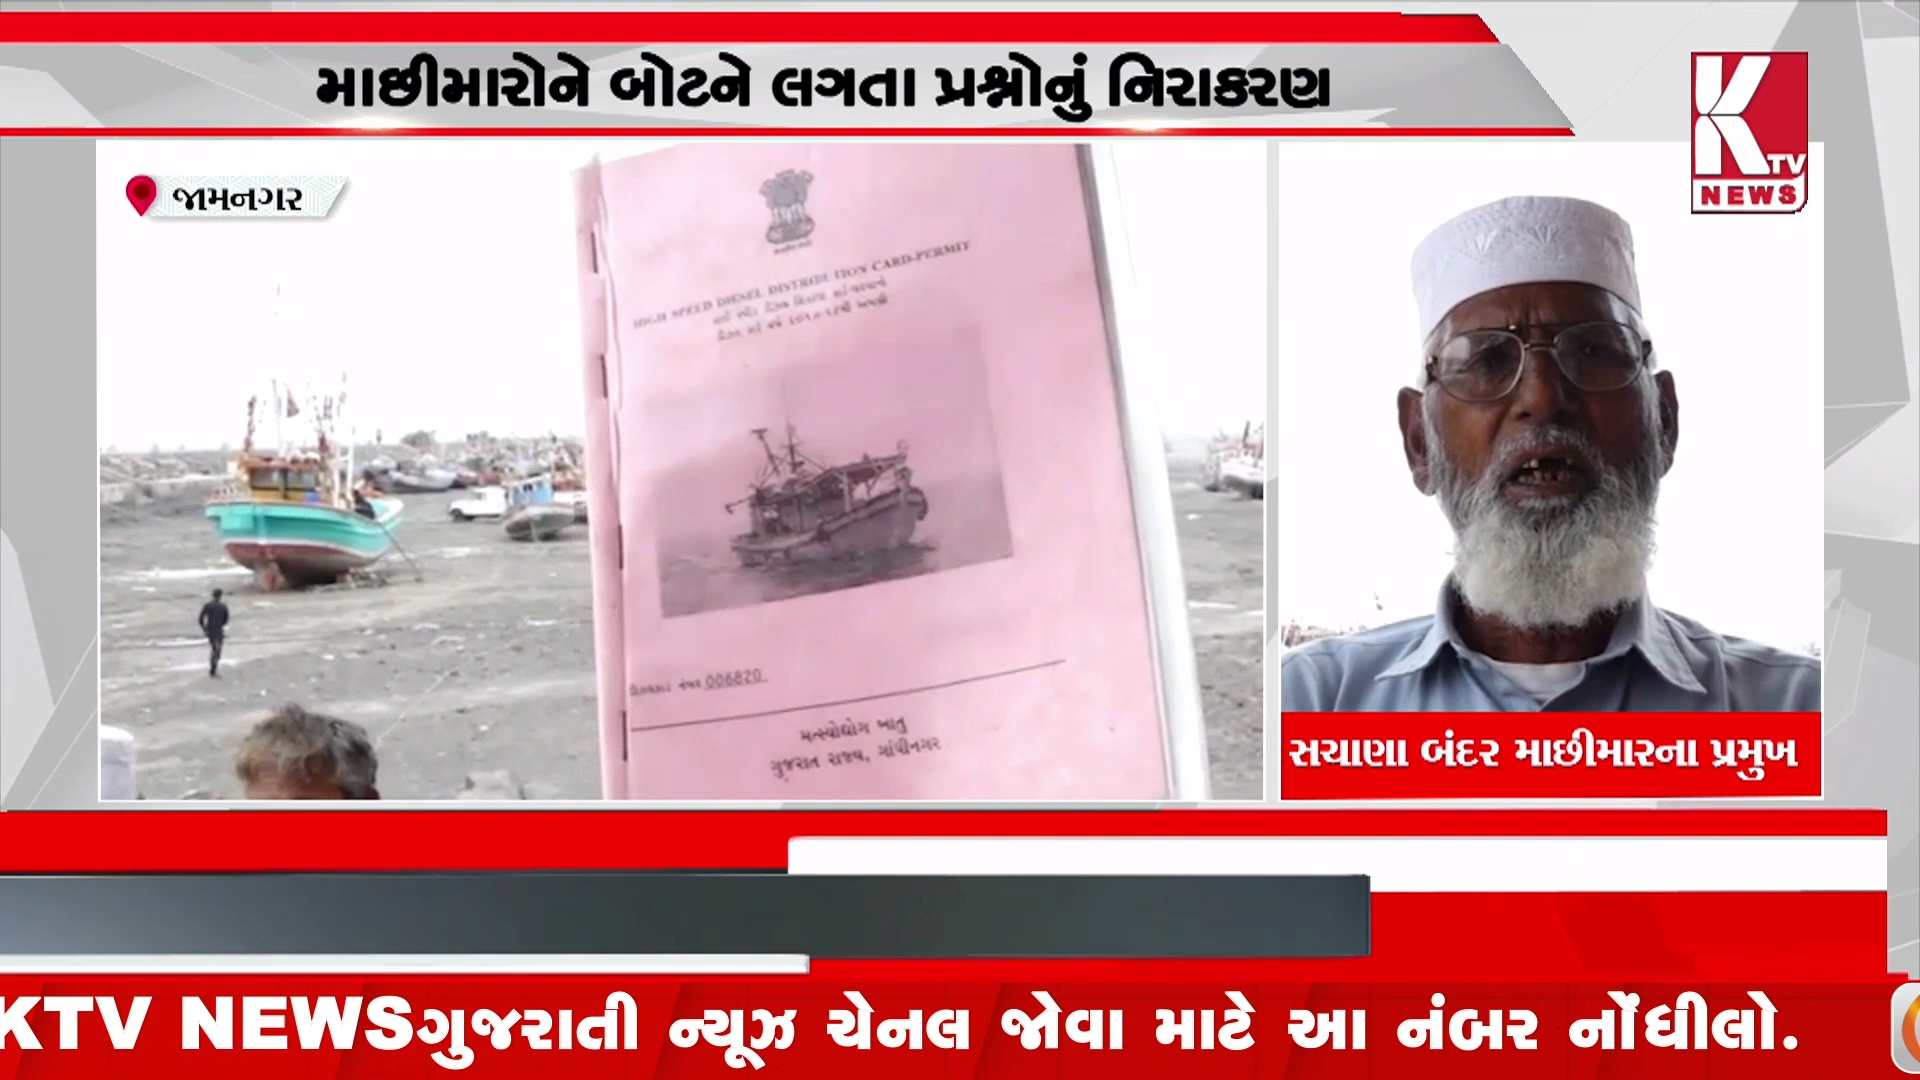 માછીમારોને બોટને લગતા પ્રશ્નોનું નિરાકરણ
K TV
NEWS
જામનગર
HIGH SPEED DIESEL DISTRIBUTION CARD-PERMIT
નંબર 006820
મત્સ્યોદ્યોગ ખાતુ
ગુજરાત રાજ્ય, ગાંધીનગર
સચાણા બંદર માછીમારના પ્રમુખ
KTV NEWSગુજરાતી ન્યૂઝ ચેનલ જોવા માટે આ નંબર નોંધીલો.